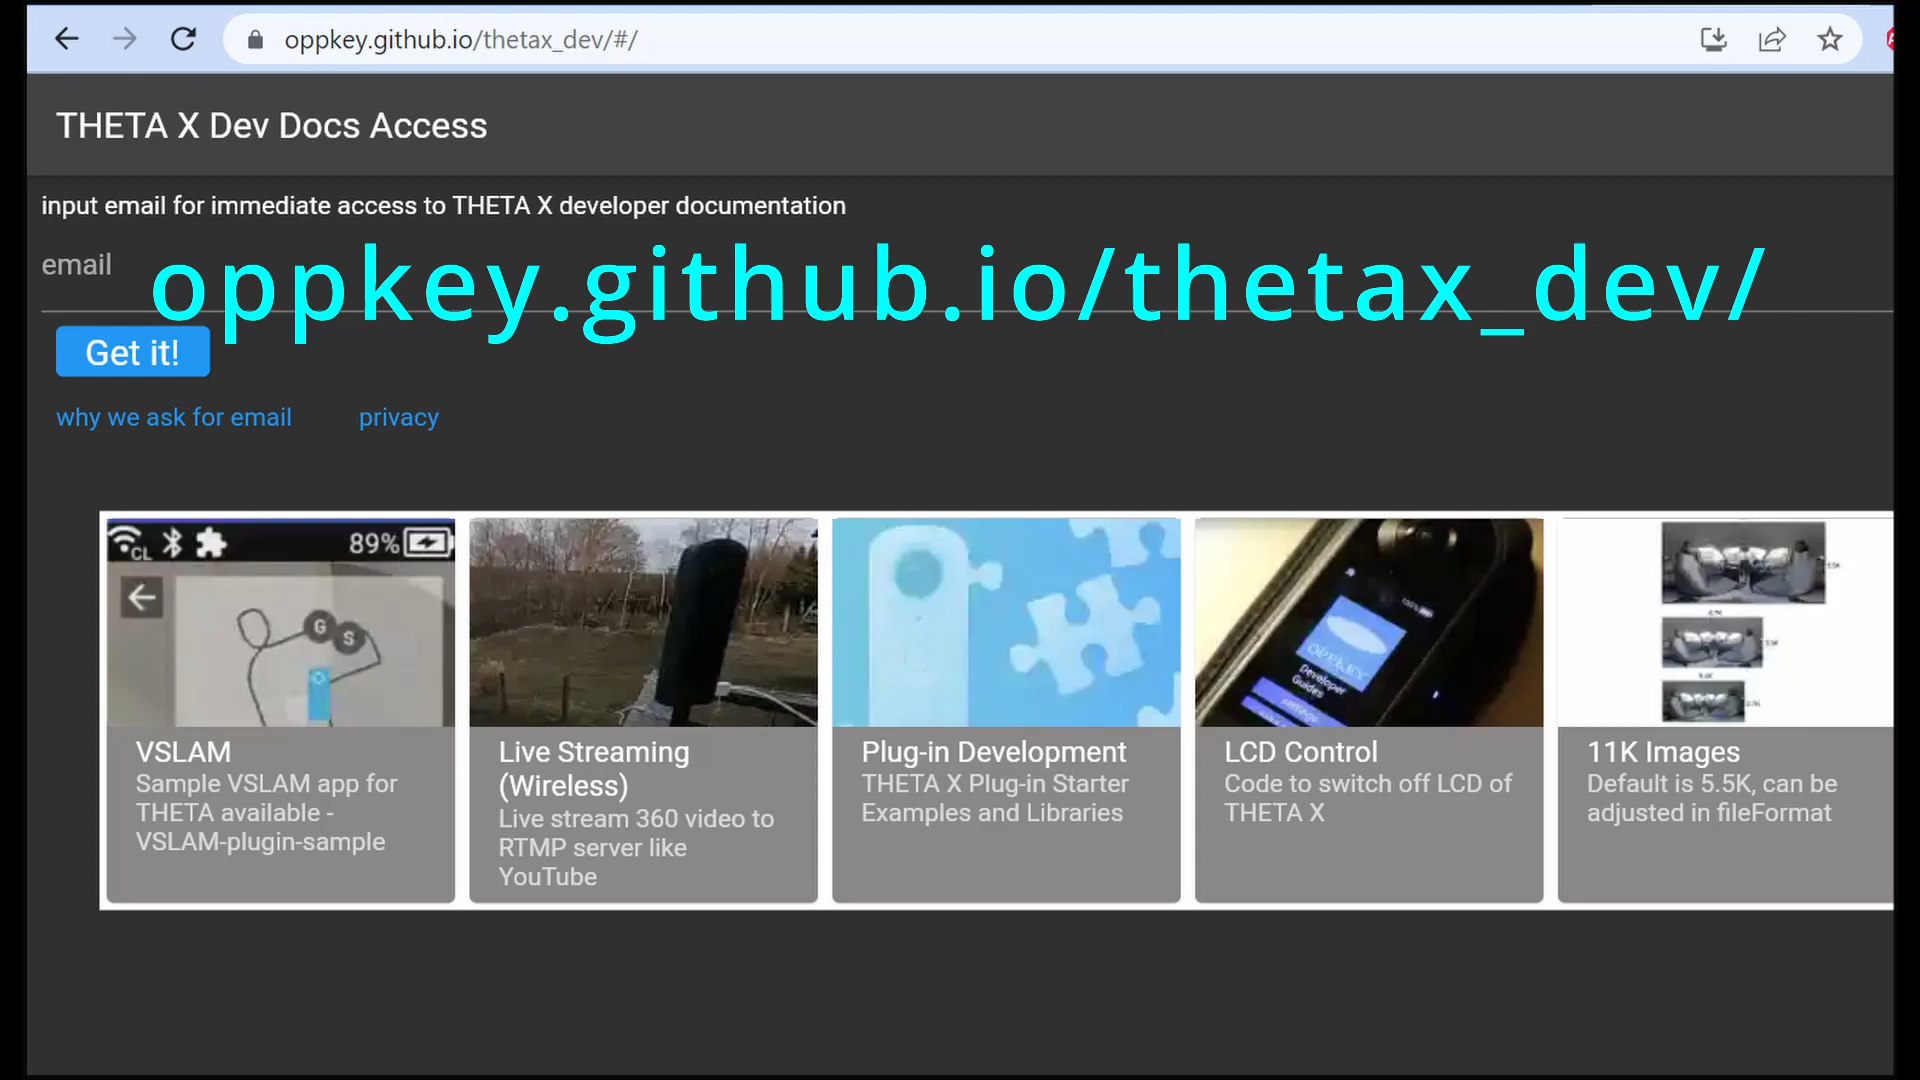 oppkey.github.io/thetax_dev/#/
THETA X Dev Docs Access
input email for immediate access to THETA X developer documentation
email
oppkey.github.io/thetax_dev/
Get it!
why we ask for email
privacy
CL
89%
G
S
VSLAM
Sample VSLAM app for
THETA available -
VSLAM-plugin-sample
Live Streaming
(Wireless)
Live stream 360 video to
RTMP server like
YouTube
Plug-in Development
THETA X Plug-in Starter
Examples and Libraries
OPPKEY
Developer
Guides
LCD Control
Code to switch off LCD of
THETA X
11K Images
Default is 5.5K, can be
adjusted in fileFormat